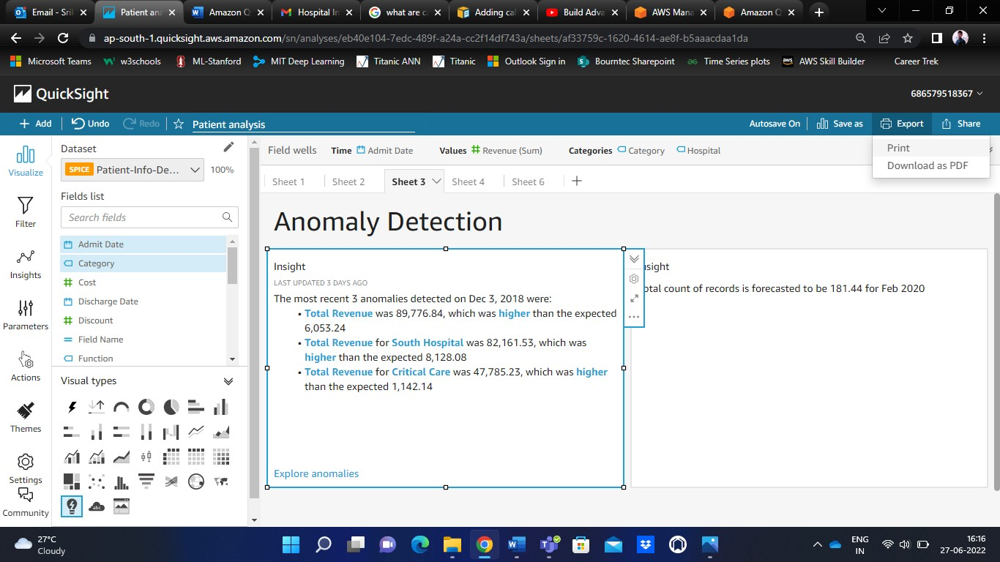 Email - Sri
Patient ana
Amazon Q
Hospital In
what are c
Adding cal
Build Adva
AWS Mana
Amazon Q
ap-south-1.quicksight.aws.amazon.com/sn/analyses/eb40e104-7edc-489f-a24a-cc2f14df743a/sheets/af33759c-1620-4614-ae8f-b5aaacdaa1da
Microsoft Teams
w3schools
ML-Stanford
MIT Deep Learning
Titanic ANN
Titanic
Outlook Sign in
Bourntec Sharepoint
Time Series plots
AWS Skill Builder
Career Trek
QuickSight
686579518367
+ Add
Undo
Redo
Patient analysis
Autosave On
Save as
Export
Share
Print
Download as PDF
Visualize
Filter
Insights
Parameters
Actions
Themes
Settings
Community
Dataset
SPICE Patient-Info-De...
100%
Fields list
Search fields
Admit Date
Category
Cost
Discharge Date
Discount
Field Name
Function
Visual types
abc
Field wells
Time Admit Date
Values Revenue (Sum)
Categories Category Hospital
Sheet 1
Sheet 2
Sheet 3
Sheet 4
Sheet 6
+
Anomaly Detection
Insight
LAST UPDATED 3 DAYS AGO
The most recent 3 anomalies detected on Dec 3, 2018 were:
• Total Revenue was 89,776.84, which was higher than the expected
6,053.24
• Total Revenue for South Hospital was 82,161.53, which was
higher than the expected 8,128.08
• Total Revenue for Critical Care was 47,785.23, which was higher
than the expected 1,142.14
Explore anomalies
nsight
otal count of records is forecasted to be 181.44 for Feb 2020
27°C
Cloudy
ENG
IN
16:16
27-06-2022